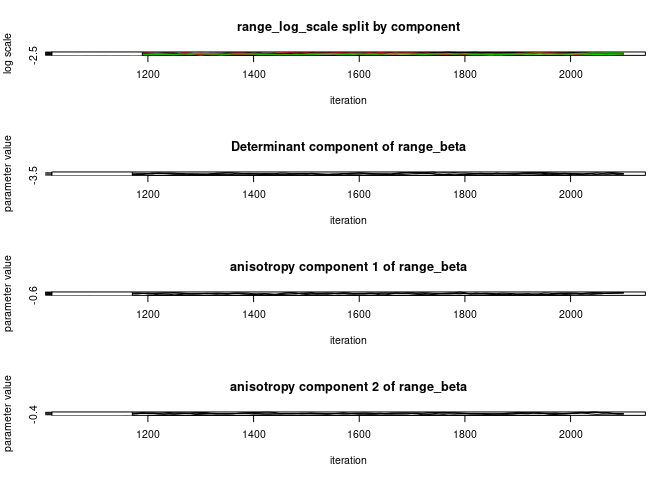 range_log_scale split by component
log scale
-2.5
1200 1400 1600 1800 2000
iteration
Determinant component of range_beta
parameter value
-3.5
1200 1400 1600 1800 2000
iteration
anisotropy component 1 of range_beta
parameter value
-0.6
1200 1400 1600 1800 2000
iteration
anisotropy component 2 of range_beta
parameter value
-0.4
1200 1400 1600 1800 2000
iteration